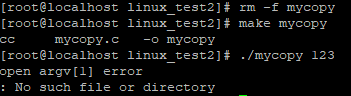 [root@localhost linux_test2]# rm -f mycopy
[root@localhost linux_test2]# make mycopy
cc     mycopy.c   -o mycopy
[root@localhost linux_test2]# ./mycopy 123
open argv[1] error
: No such file or directory